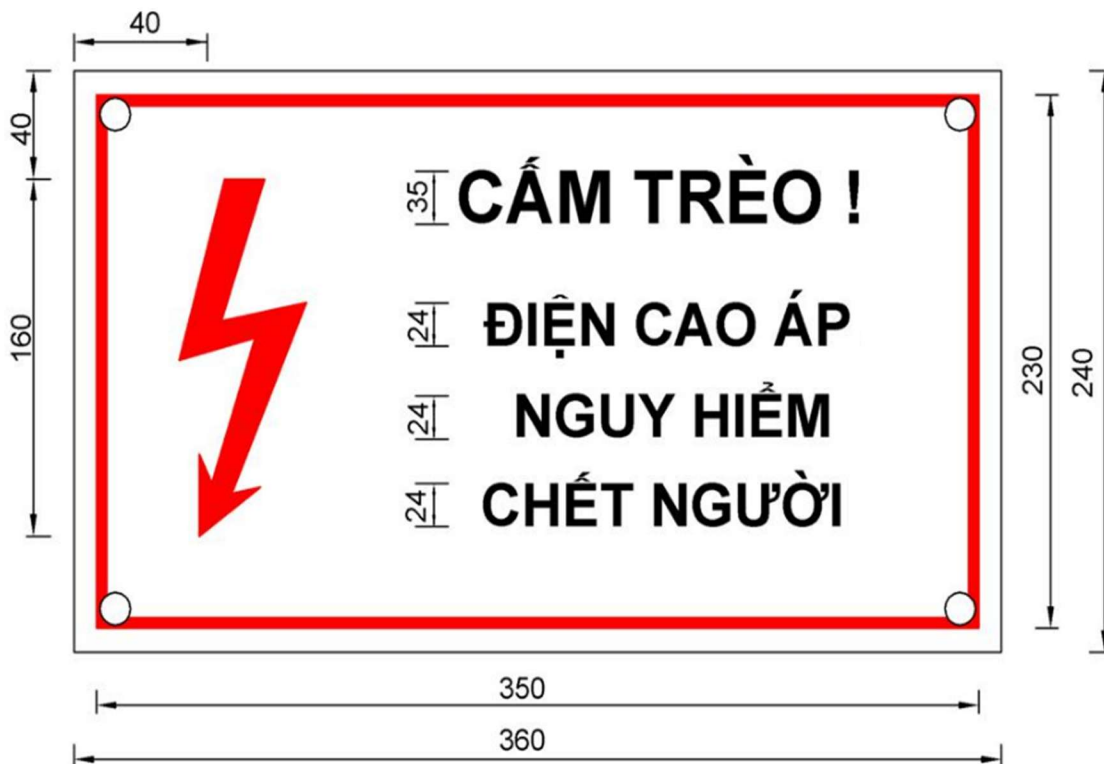 40
40
35 CẤM TRÈO !
160
24 ĐIỆN CAO ÁP
230
240
24 NGUY HIỂM
24 CHẾT NGƯỜI
350
360